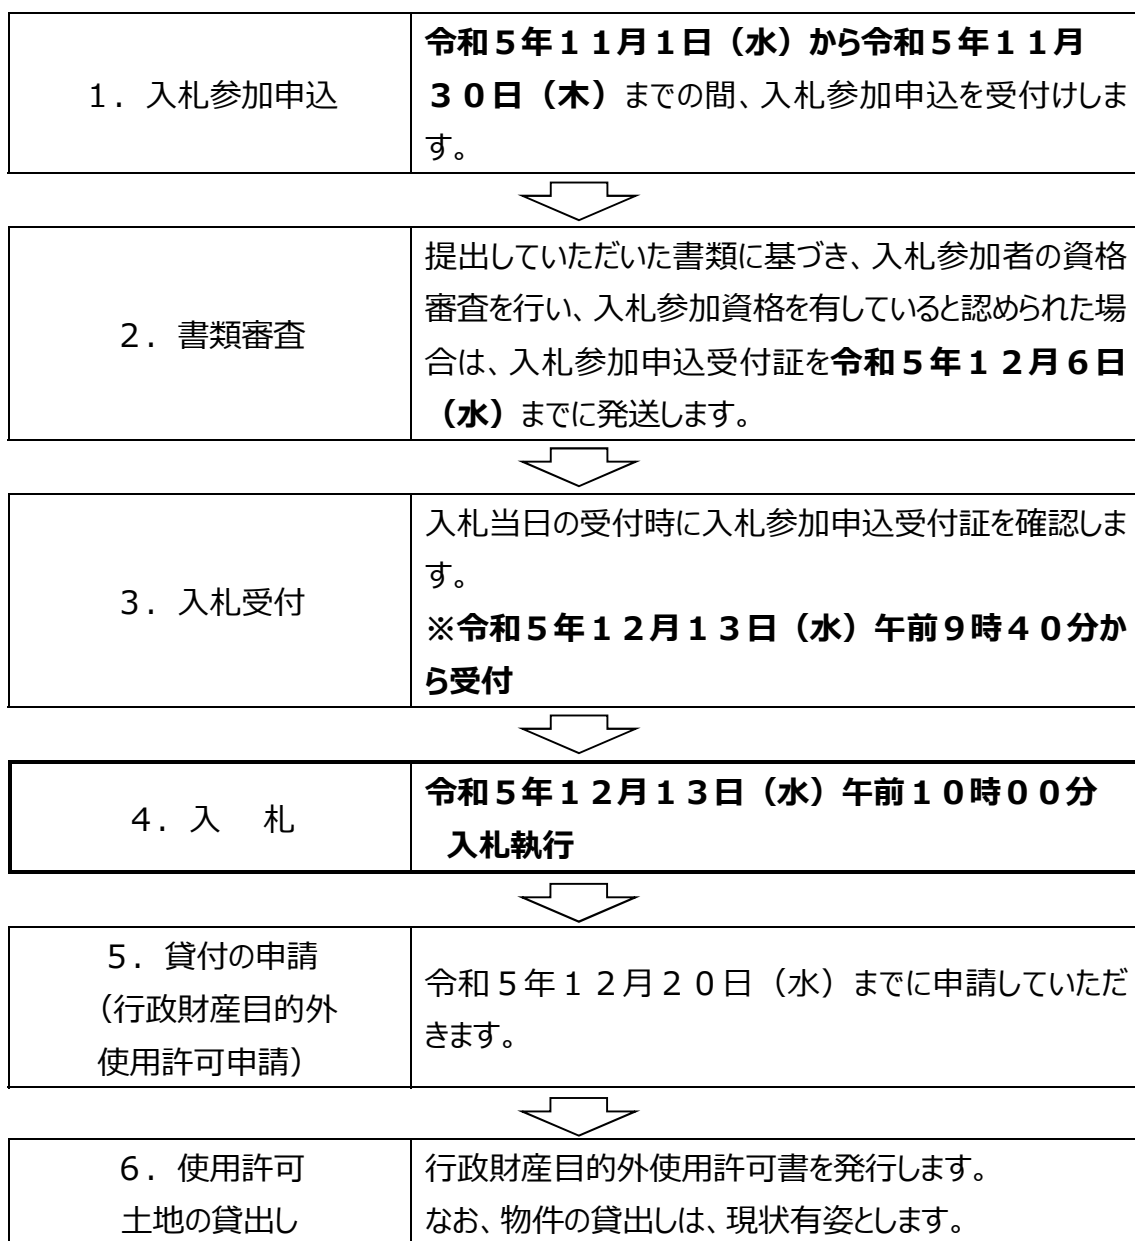 １．入札参加申込
令和５年１１月１日（水）から令和５年１１月
３０日（木）までの間、入札参加申込を受付けしま
す。
２．書類審査
提出していただいた書類に基づき、入札参加者の資格
審査を行い、入札参加資格を有していると認められた場
合は、入札参加申込受付証を令和５年１２月６日
（水）までに発送します。
３．入札受付
入札当日の受付時に入札参加申込受付証を確認しま
す。
※令和５年１２月１３日（水）午前９時４０分か
ら受付
４．入　札
令和５年１２月１３日（水）午前１０時００分
入札執行
５．貸付の申請
（行政財産目的外
使用許可申請）
令和５年１２月２０日（水）までに申請していただ
きます。
６．使用許可
土地の貸出し
行政財産目的外使用許可書を発行します。
なお、物件の貸出しは、現状有姿とします。